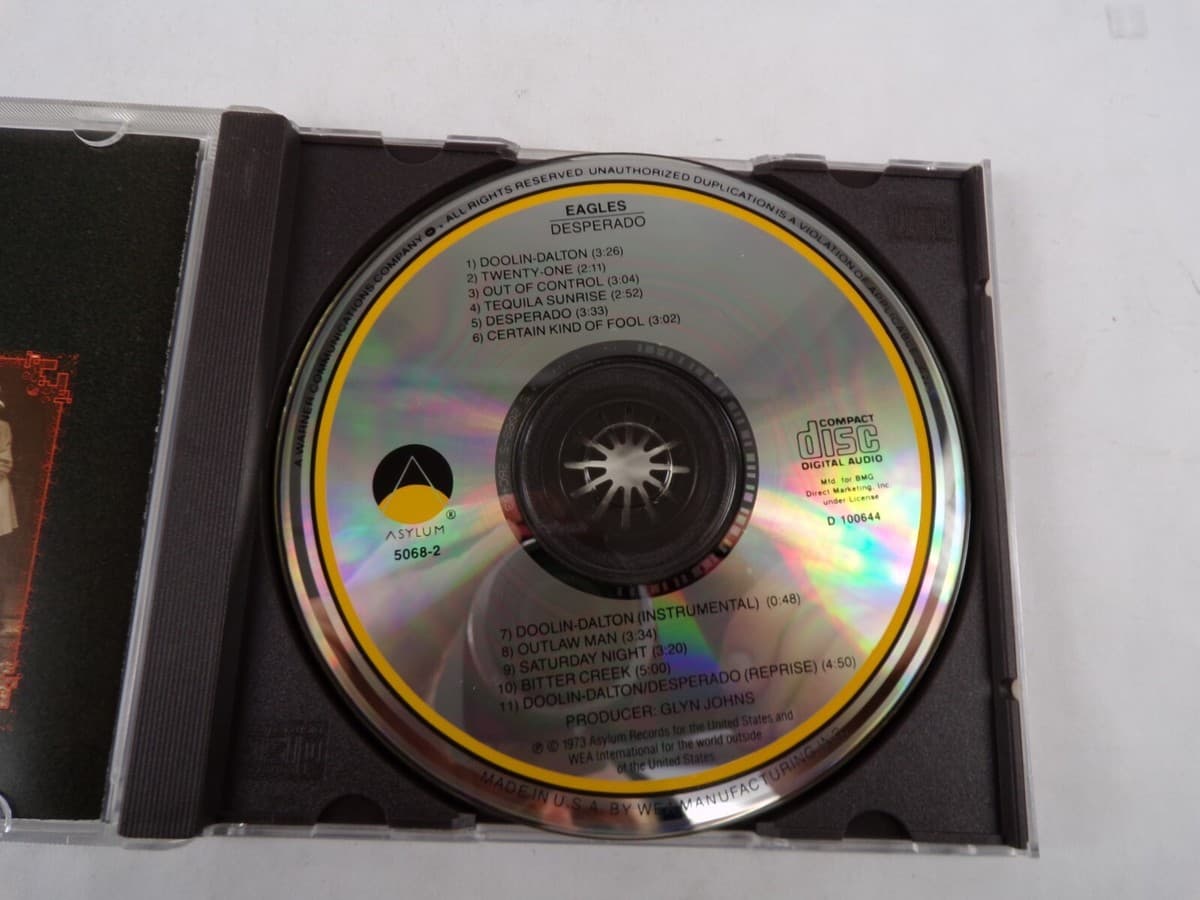 A WARNER COMMUNICATIONS COMPANY • ALL RIGHTS RESERVED UNAUTHORIZED DUPLICATION IS A VIOLATION OF
EAGLES
DESPERADO
1) DOOLIN-DALTON (3:26)
2) TWENTY-ONE (2:11)
3) OUT OF CONTROL (3:04)
4) TEQUILA SUNRISE (2:52)
5) DESPERADO (3:33)
6) CERTAIN KIND OF FOOL (3:02)
ASYLUM ®
5068-2
COMPACT
disc
DIGITAL AUDIO
Mfd. for BMG
Direct Marketing, Inc.
under License
D 100644
7) DOOLIN-DALTON (INSTRUMENTAL) (0:48)
8) OUTLAW MAN (3:34)
9) SATURDAY NIGHT (3:20)
10) BITTER CREEK (5:00)
11) DOOLIN-DALTON/DESPERADO (REPRISE) (4:50)
PRODUCER: GLYN JOHNS
℗ © 1973 Asylum Records for the United States and
WEA International for the world outside
of the United States
MADE IN U.S.A. BY WEA MANUFACTURING